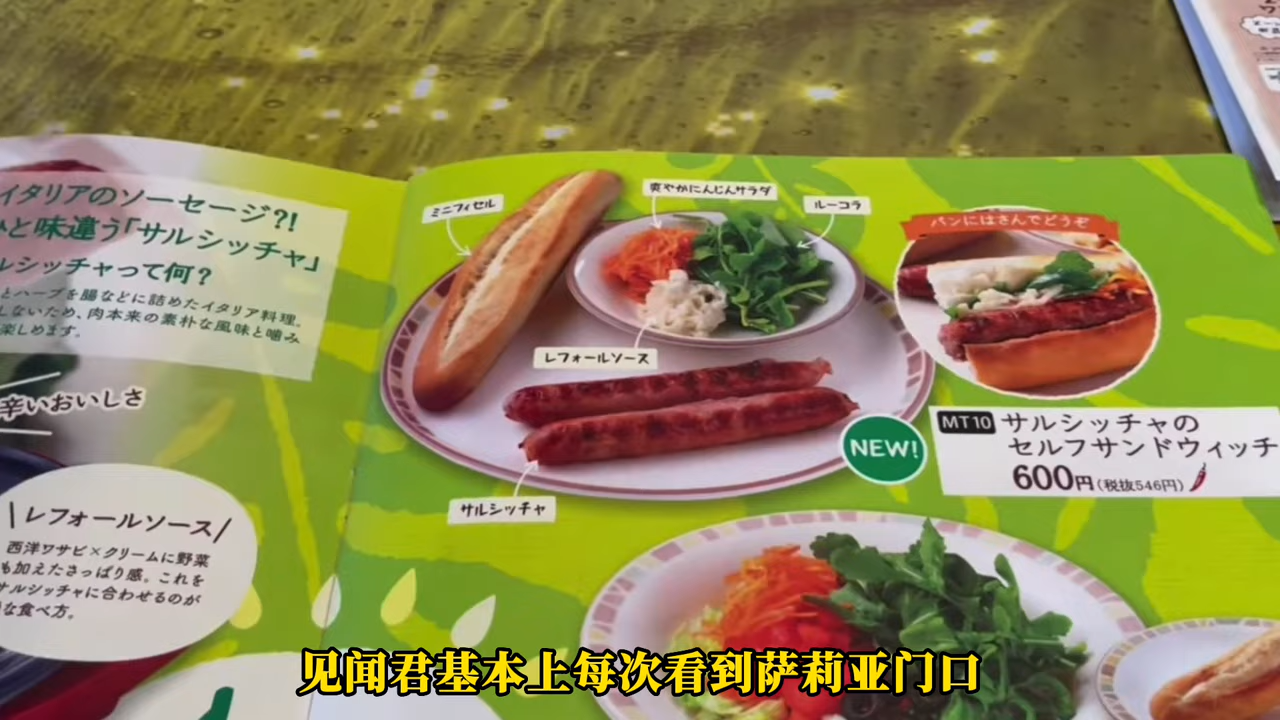 イタリアのソーセージ?!
と味違う「サルシッチャ」
ルシッチャって何?
とハーブを腸などに詰めたイタリア料理。
しないため、肉本来の素朴な風味と噛み
楽しめます。
辛いおいしさ
レフォールソース
西洋ワサビ×クリームに野菜
も加えたさっぱり感。これを
サルシッチャに合わせるのが
な食べ方。
ミニフィセル
爽やかにんじんサラダ
ルーコラ
レフォールソース
サルシッチャ
パンにはさんでどうぞ
NEW!
MT10 サルシッチャの
セルフサンドウィッチ
600円(税抜546円)
见闻君基本上每次看到萨莉亚门口